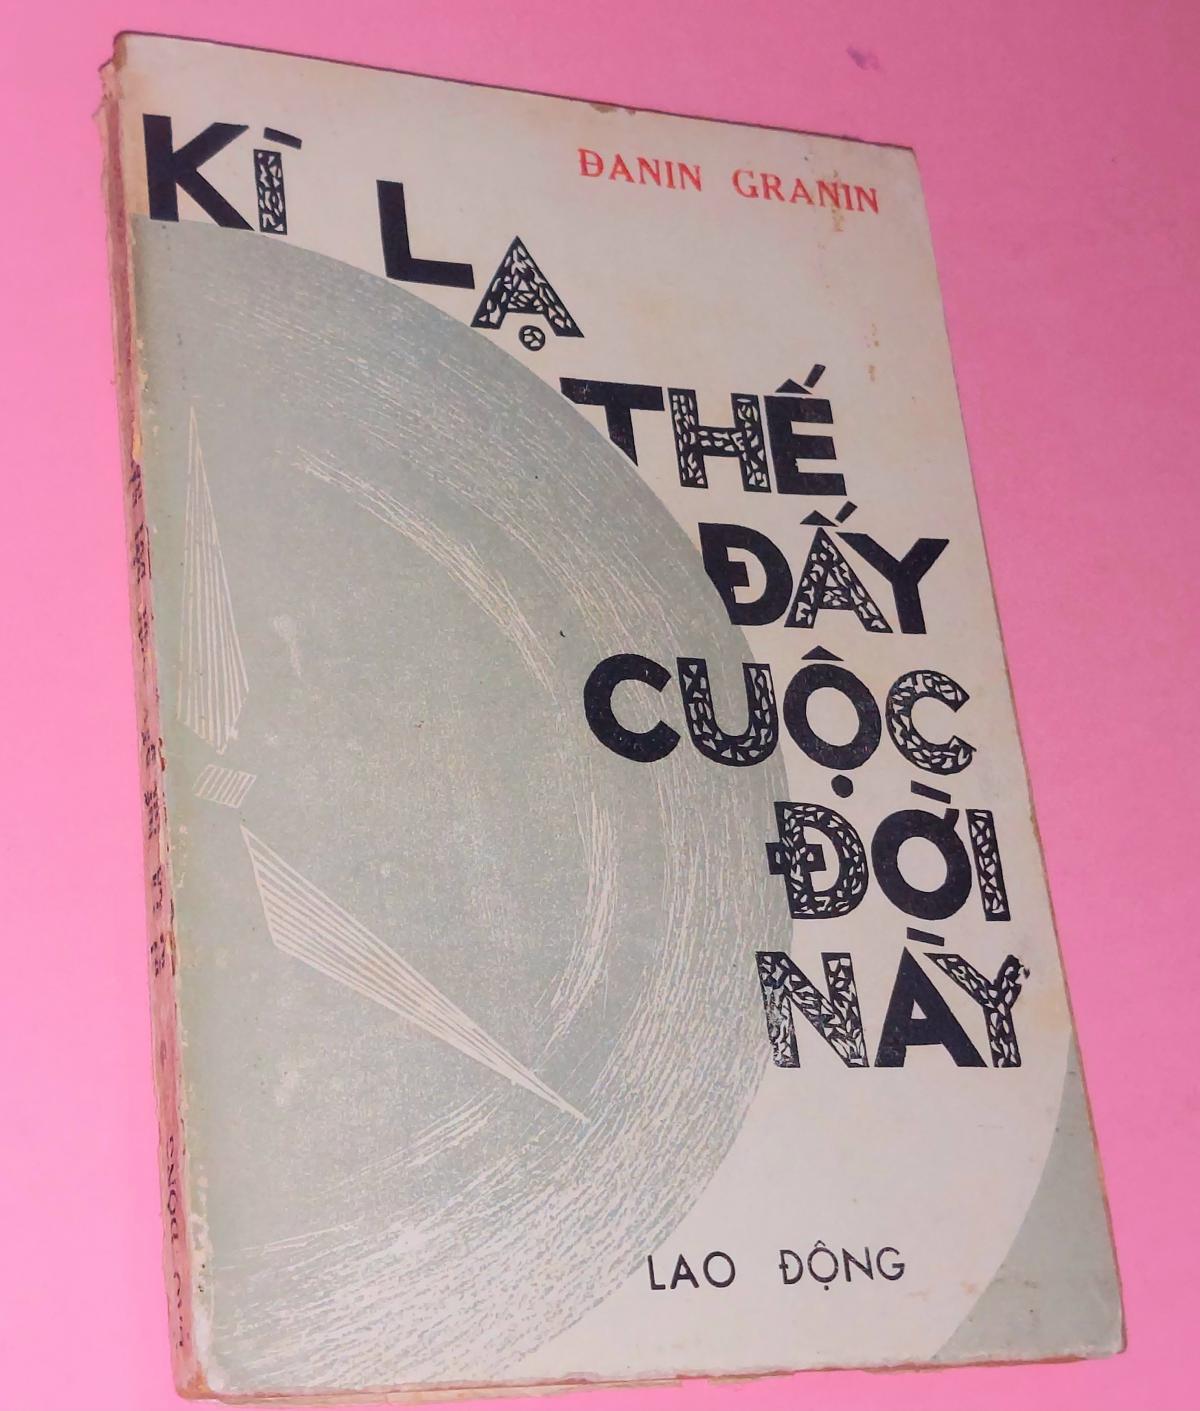 ĐANIN GRANIN
KÌ LẠ
THẾ
ĐẤY
CUỘC
ĐỜI
NÀY
LAO ĐỘNG